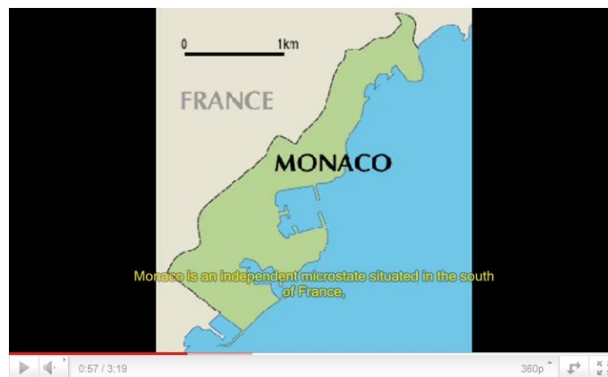 0 1km
FRANCE
MONACO
Monaco is an independent microstate situated in the south
of France,
0:57 / 3:19 360p